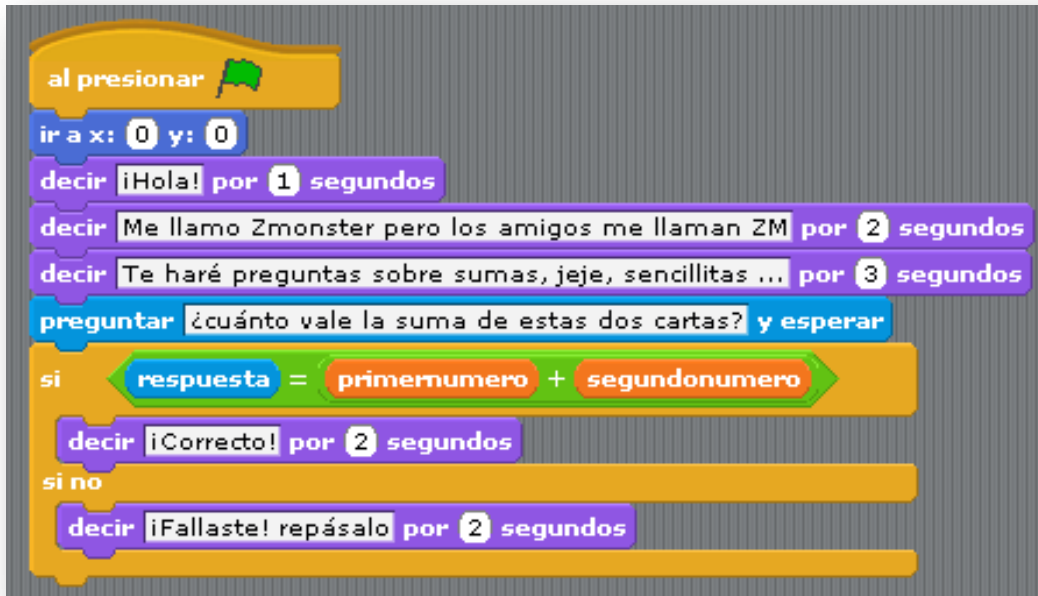 al presionar
ir a x: 0 y: 0
decir ¡Hola! por 1 segundos
decir Me llamo Zmonster pero los amigos me llaman ZM por 2 segundos
decir Te haré preguntas sobre sumas, jeje, sencillitas ... por 3 segundos
preguntar ¿cuánto vale la suma de estas dos cartas? y esperar
si respuesta = primernumero + segundonumero
decir ¡Correcto! por 2 segundos
si no
decir ¡Fallaste! repásalo por 2 segundos